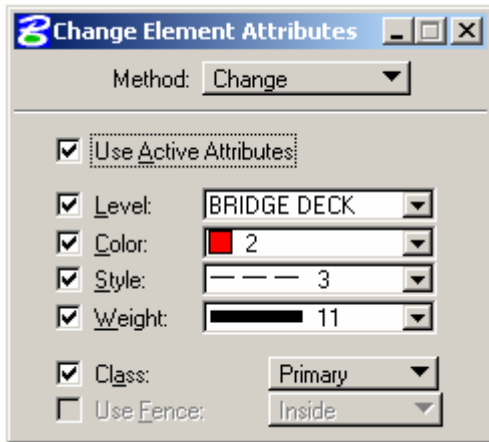 Change Element Attributes
Method: Change
Use Active Attributes
Level: BRIDGE DECK
Color: 2
Style: 3
Weight: 11
Class: Primary
Use Fence: Inside